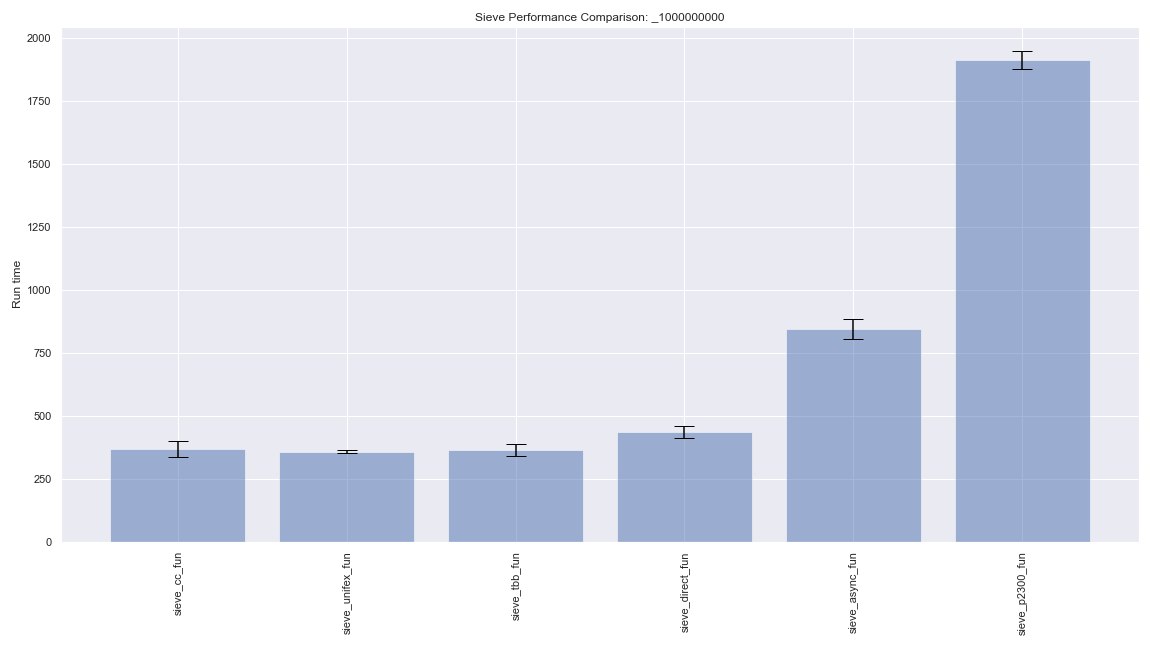 Sieve Performance Comparison: _1000000000
2000
1750
1500
1250
1000
750
500
250
0
Run time
sieve_cc_fun
sieve_unifex_fun
sieve_tbb_fun
sieve_direct_fun
sieve_async_fun
sieve_p2300_fun